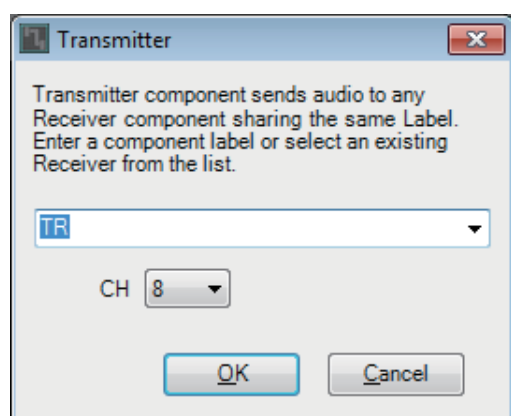 Transmitter
Transmitter component sends audio to any
Receiver component sharing the same Label.
Enter a component label or select an existing
Receiver from the list.
TR
CH 8
OK Cancel